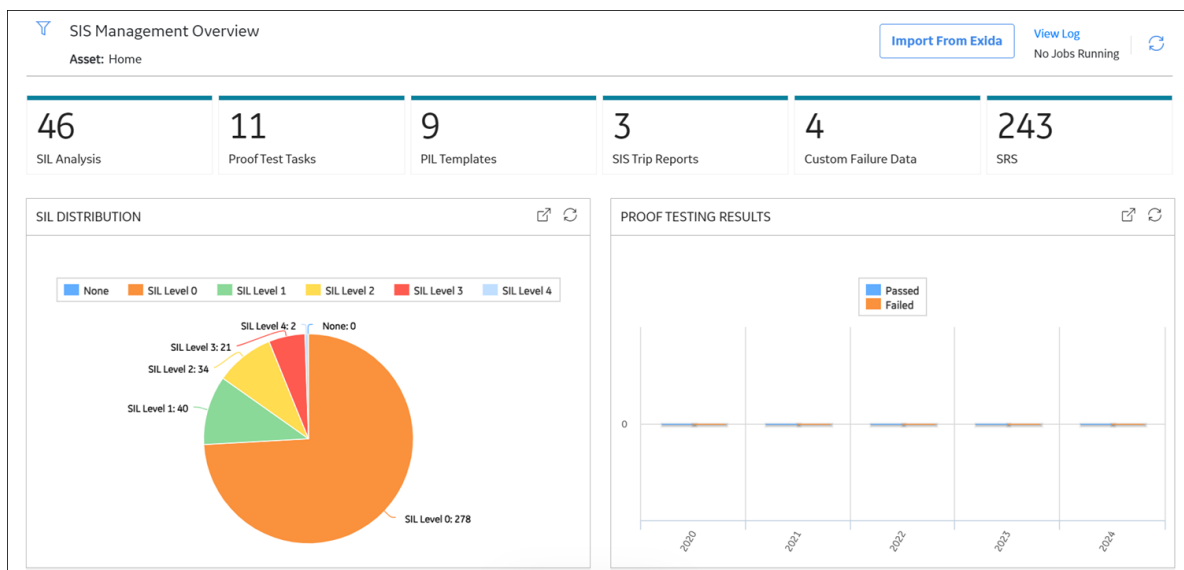 SIS Management Overview
Asset: Home
Import From Exida
View Log
No Jobs Running
46
SIL Analysis
11
Proof Test Tasks
9
PIL Templates
3
SIS Trip Reports
4
Custom Failure Data
243
SRS
SIL DISTRIBUTION
None SIL Level 0 SIL Level 1 SIL Level 2 SIL Level 3 SIL Level 4
SIL Level 4: 2
None: 0
SIL Level 3: 21
SIL Level 2: 34
SIL Level 1: 40
SIL Level 0: 278
PROOF TESTING RESULTS
Passed
Failed
0
2020 2021 2022 2023 2024